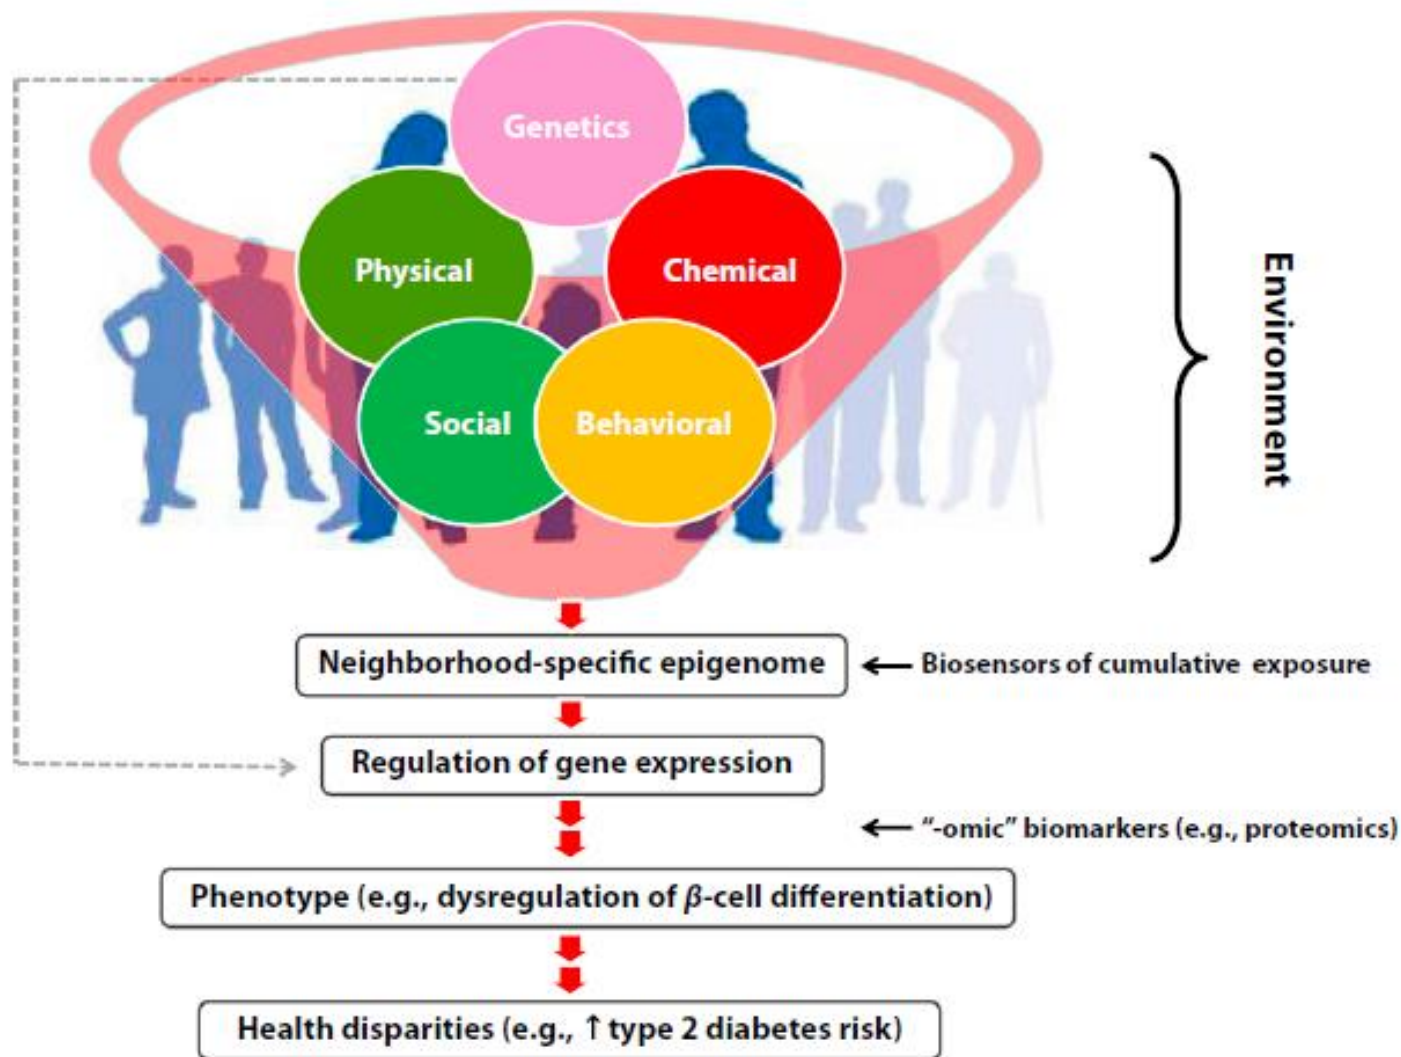 Genetics
Physical
Chemical
Social
Behavioral
Environment
Neighborhood-specific epigenome
Biosensors of cumulative exposure
Regulation of gene expression
“-omic” biomarkers (e.g., proteomics)
Phenotype (e.g., dysregulation of β-cell differentiation)
Health disparities (e.g., ↑ type 2 diabetes risk)